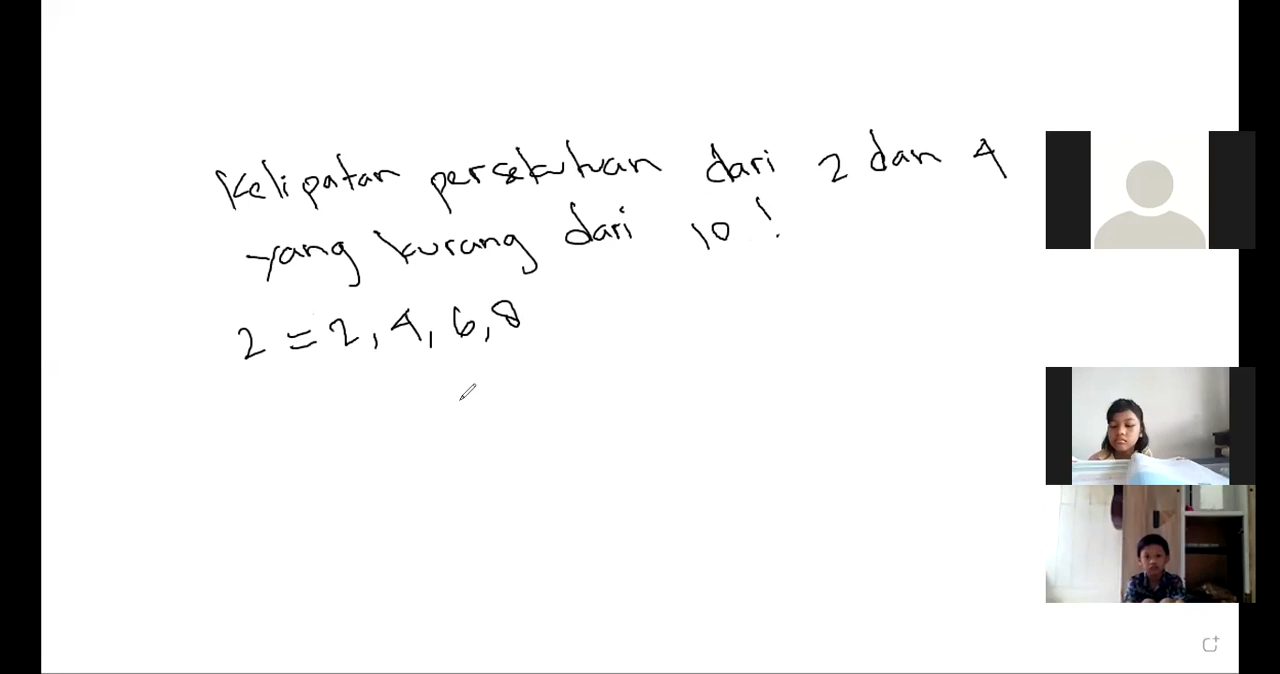 Kelipatan persekutuan dari 2 dan 4
yang kurang dari 10!
2 = 2, 4, 6, 8